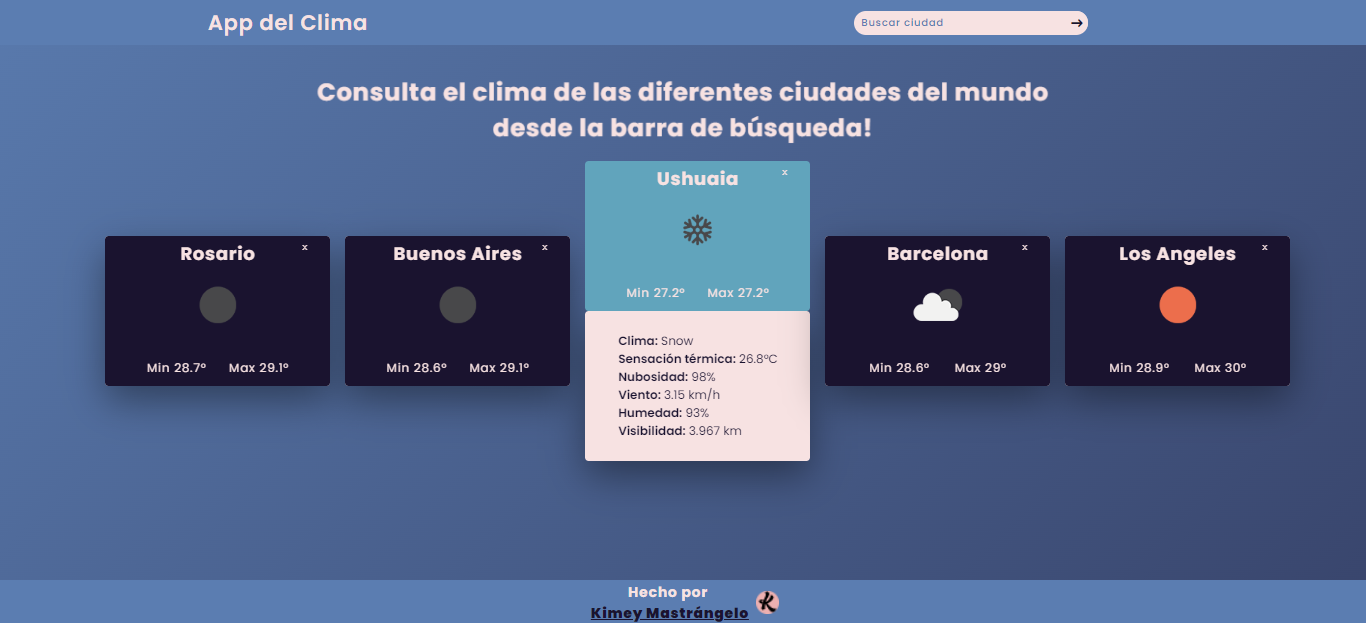 App del Clima
Buscar ciudad →
Consulta el clima de las diferentes ciudades del mundo
desde la barra de búsqueda!
Rosario x
Min 28.7° Max 29.1°
Buenos Aires x
Min 28.6° Max 29.1°
Ushuaia x
Min 27.2° Max 27.2°
Clima: Snow
Sensación térmica: 26.8°C
Nubosidad: 98%
Viento: 3.15 km/h
Humedad: 93%
Visibilidad: 3.967 km
Barcelona x
Min 28.6° Max 29°
Los Angeles x
Min 28.9° Max 30°
Hecho por
Kimey Mastrángelo
K